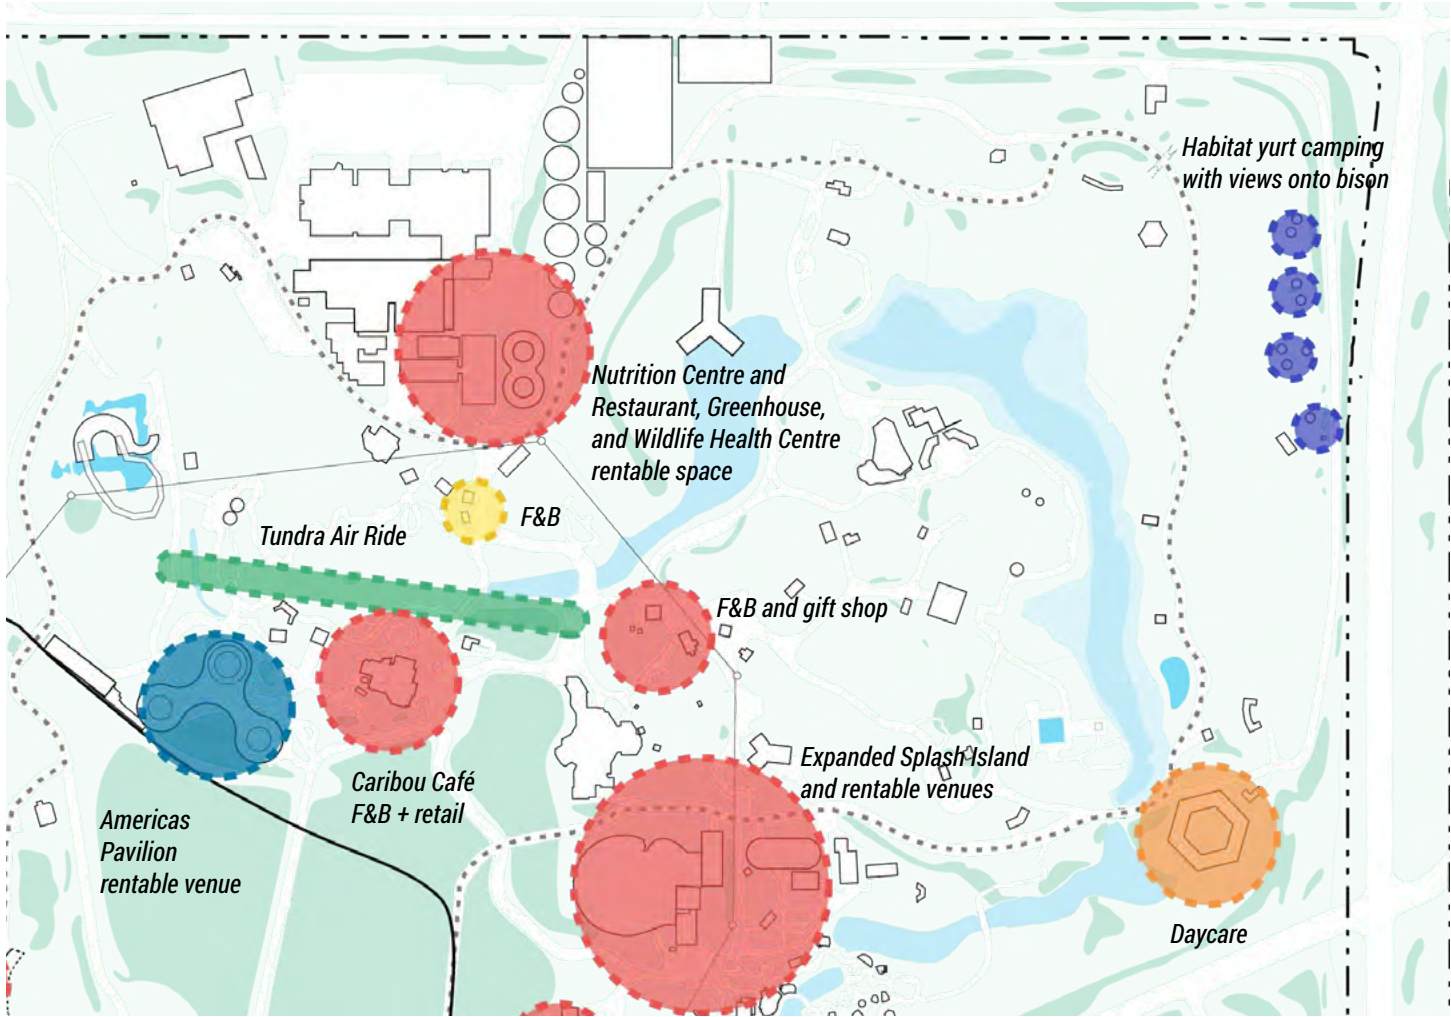 Habitat yurt camping
with views onto bison
Nutrition Centre and
Restaurant, Greenhouse,
and Wildlife Health Centre
rentable space
F&B
Tundra Air Ride
F&B and gift shop
Expanded Splash Island
and rentable venues
Caribou Café
F&B + retail
Americas
Pavilion
rentable venue
Daycare